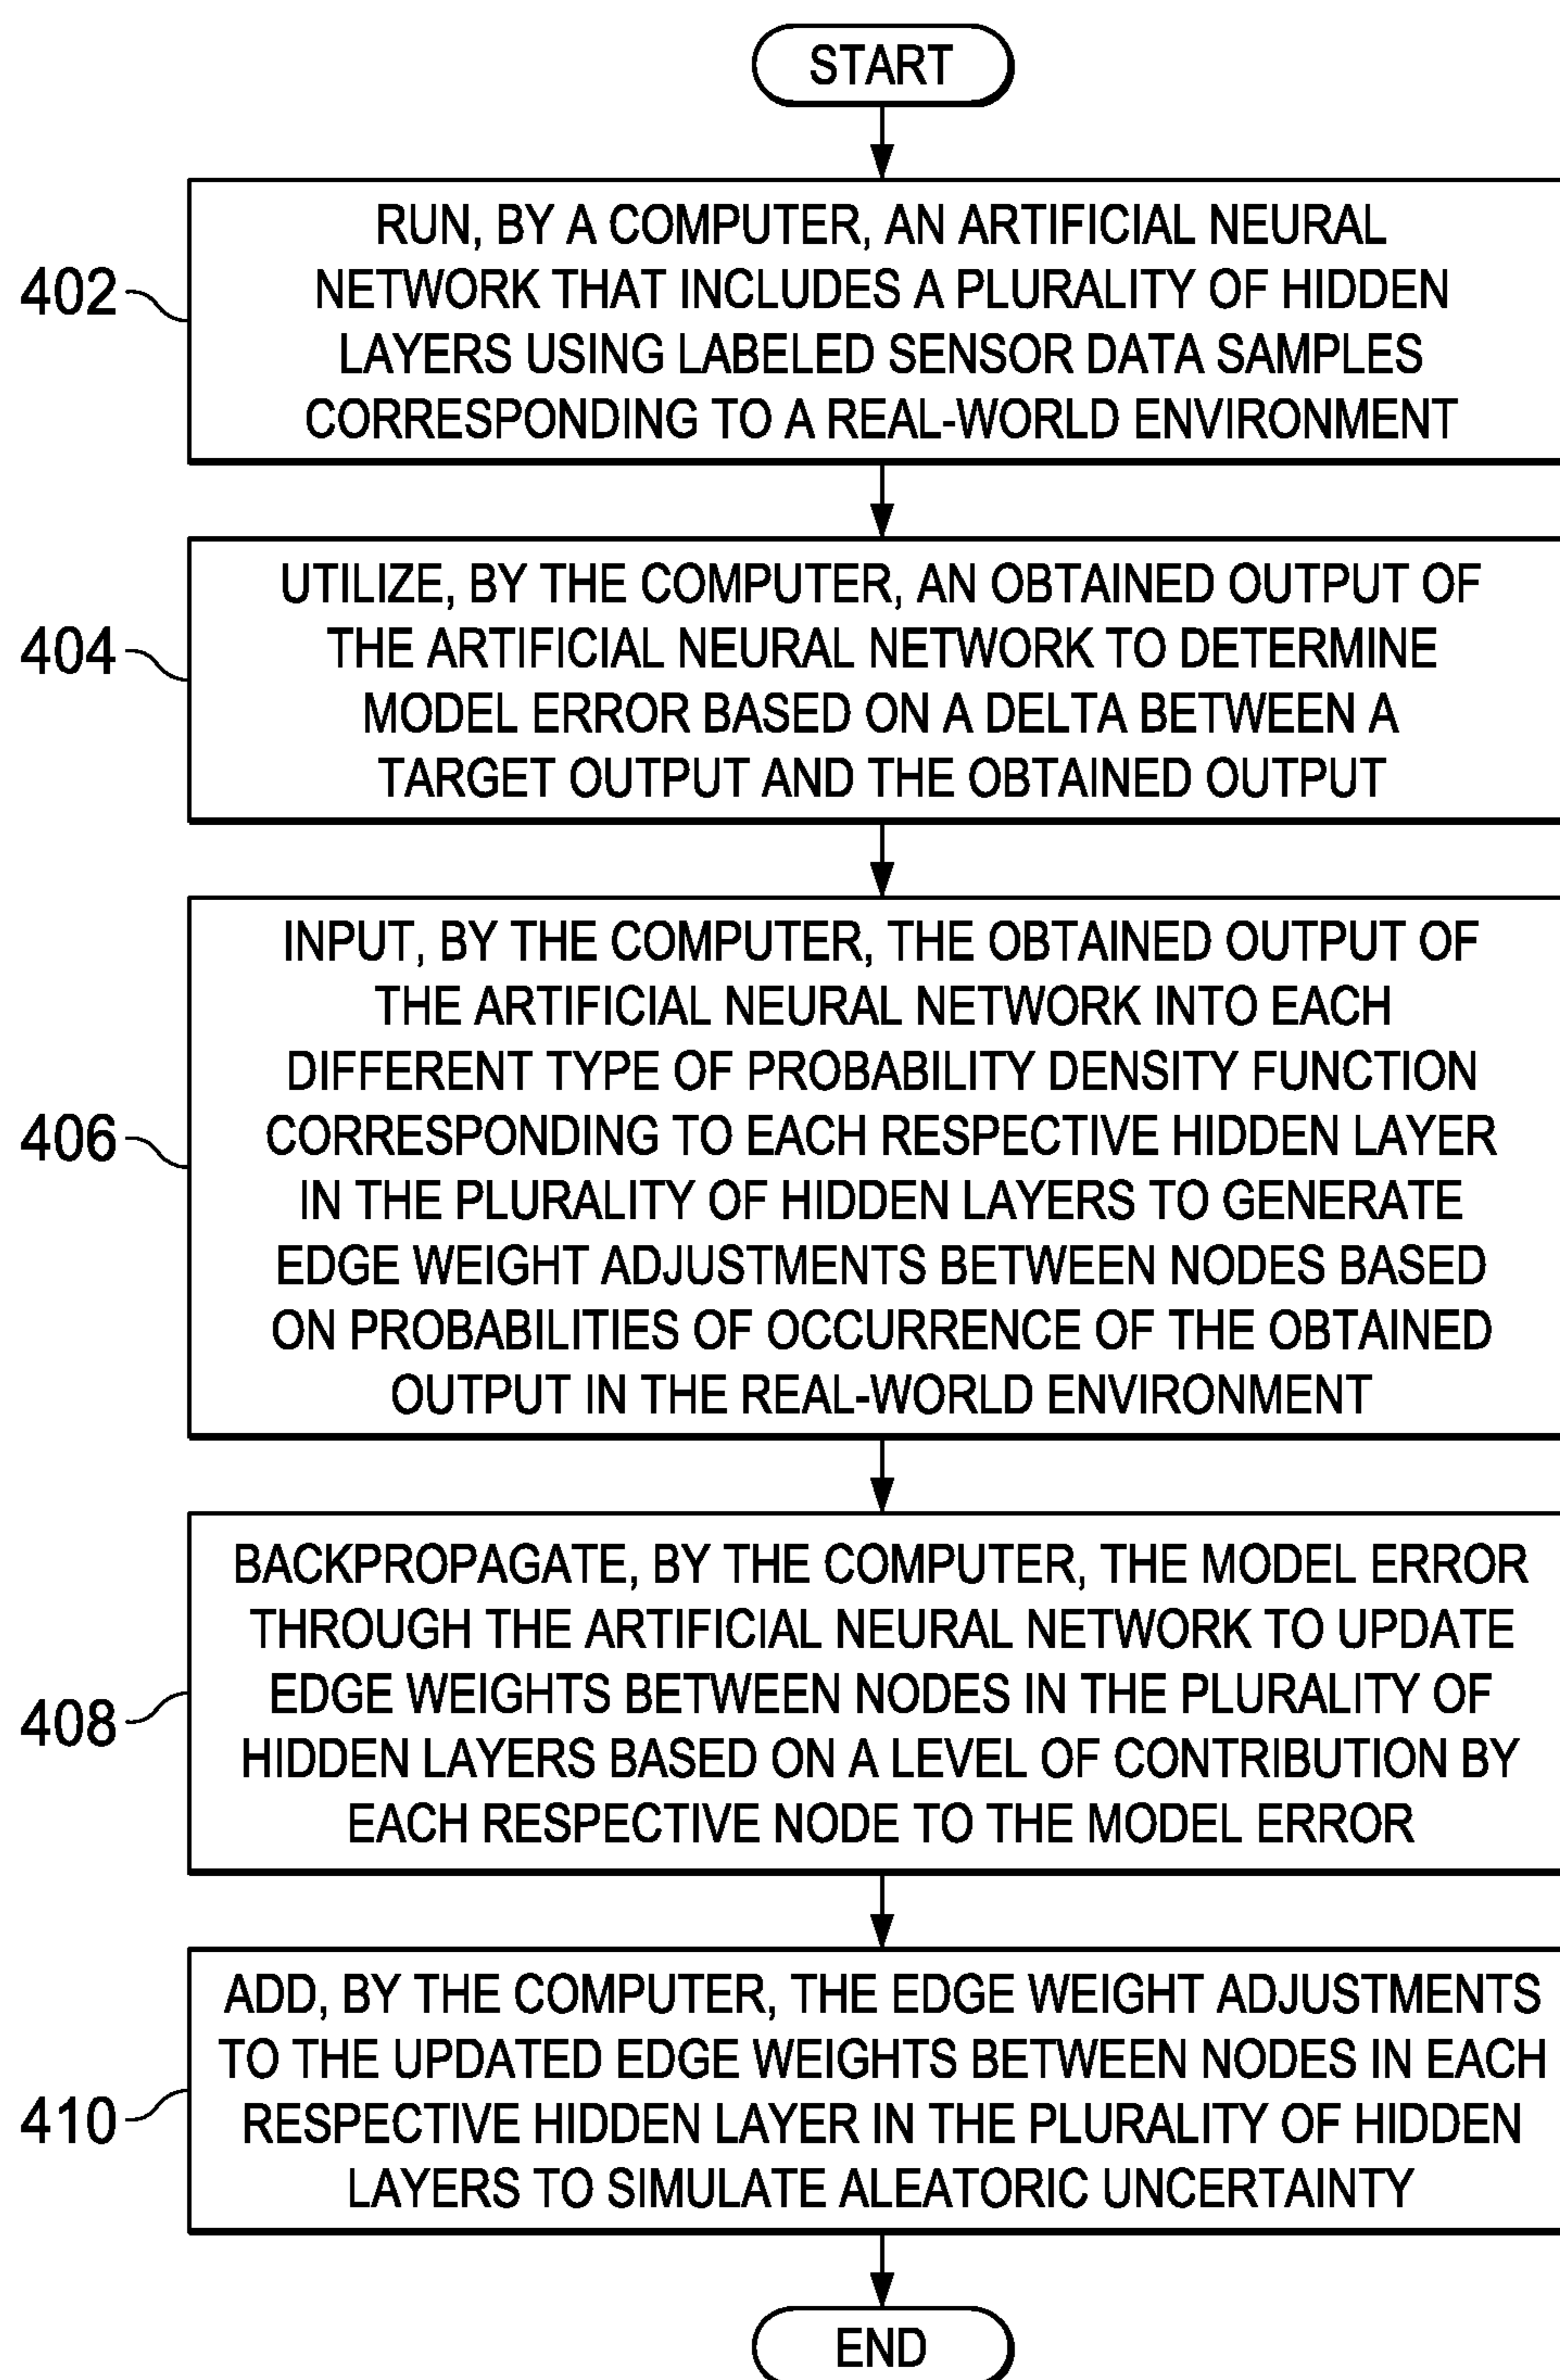 START
402
RUN, BY A COMPUTER, AN ARTIFICIAL NEURAL
NETWORK THAT INCLUDES A PLURALITY OF HIDDEN
LAYERS USING LABELED SENSOR DATA SAMPLES
CORRESPONDING TO A REAL-WORLD ENVIRONMENT
404
UTILIZE, BY THE COMPUTER, AN OBTAINED OUTPUT OF
THE ARTIFICIAL NEURAL NETWORK TO DETERMINE
MODEL ERROR BASED ON A DELTA BETWEEN A
TARGET OUTPUT AND THE OBTAINED OUTPUT
406
INPUT, BY THE COMPUTER, THE OBTAINED OUTPUT OF
THE ARTIFICIAL NEURAL NETWORK INTO EACH
DIFFERENT TYPE OF PROBABILITY DENSITY FUNCTION
CORRESPONDING TO EACH RESPECTIVE HIDDEN LAYER
IN THE PLURALITY OF HIDDEN LAYERS TO GENERATE
EDGE WEIGHT ADJUSTMENTS BETWEEN NODES BASED
ON PROBABILITIES OF OCCURRENCE OF THE OBTAINED
OUTPUT IN THE REAL-WORLD ENVIRONMENT
408
BACKPROPAGATE, BY THE COMPUTER, THE MODEL ERROR
THROUGH THE ARTIFICIAL NEURAL NETWORK TO UPDATE
EDGE WEIGHTS BETWEEN NODES IN THE PLURALITY OF
HIDDEN LAYERS BASED ON A LEVEL OF CONTRIBUTION BY
EACH RESPECTIVE NODE TO THE MODEL ERROR
410
ADD, BY THE COMPUTER, THE EDGE WEIGHT ADJUSTMENTS
TO THE UPDATED EDGE WEIGHTS BETWEEN NODES IN EACH
RESPECTIVE HIDDEN LAYER IN THE PLURALITY OF HIDDEN
LAYERS TO SIMULATE ALEATORIC UNCERTAINTY
END